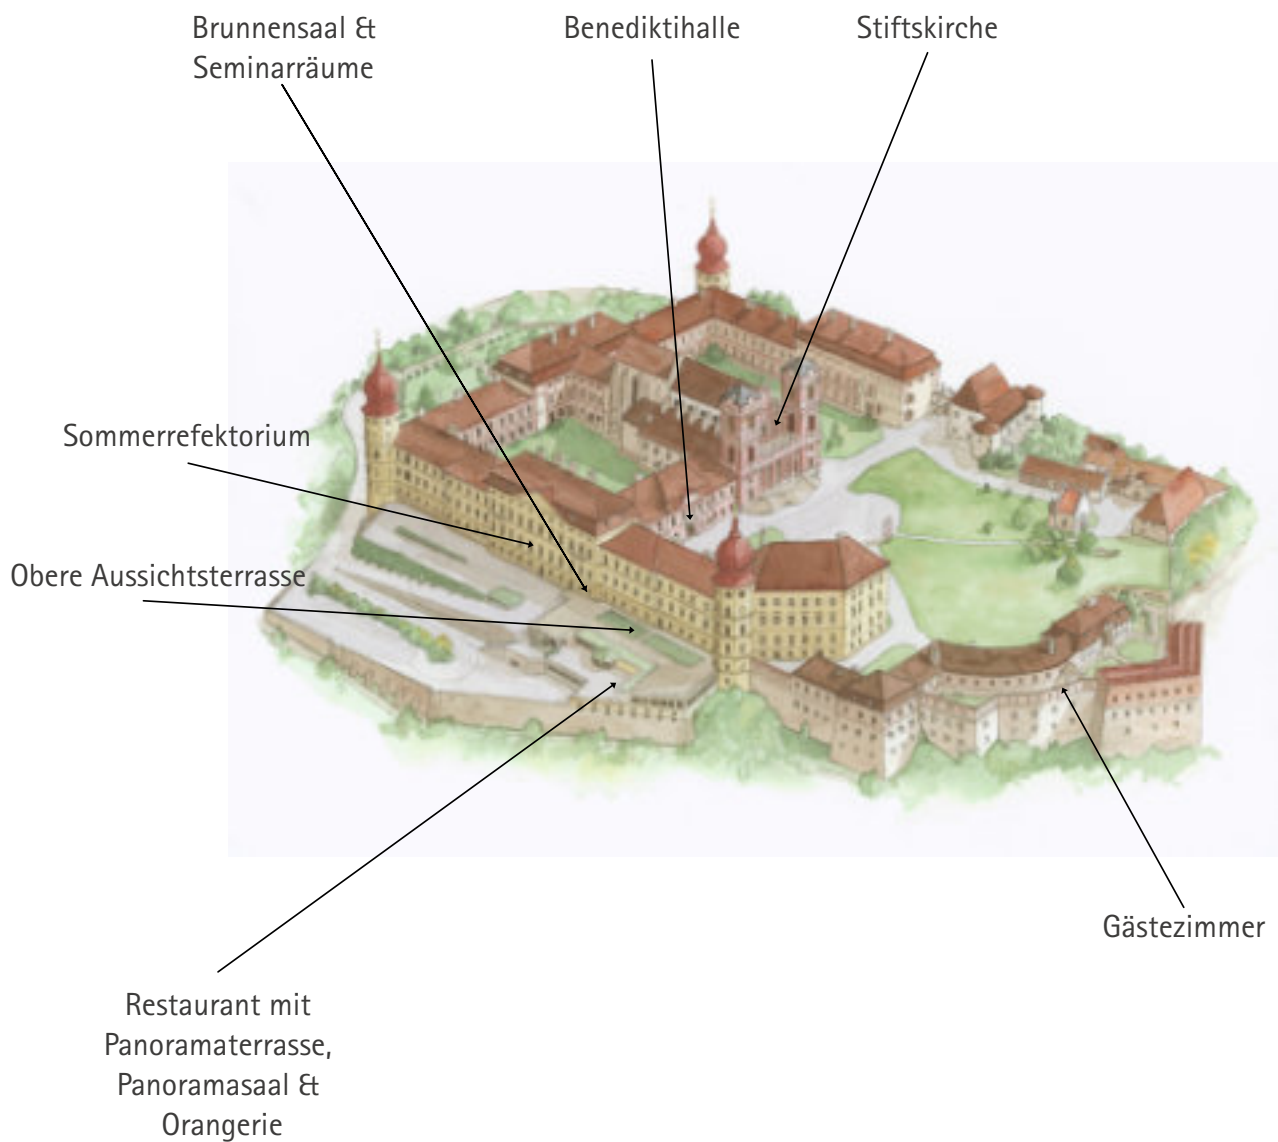 Brunnensaal &
Seminarräume
Benediktihalle
Stiftskirche
Sommerrefektorium
Obere Aussichtsterrasse
Gästezimmer
Restaurant mit
Panoramaterrasse,
Panoramasaal &
Orangerie